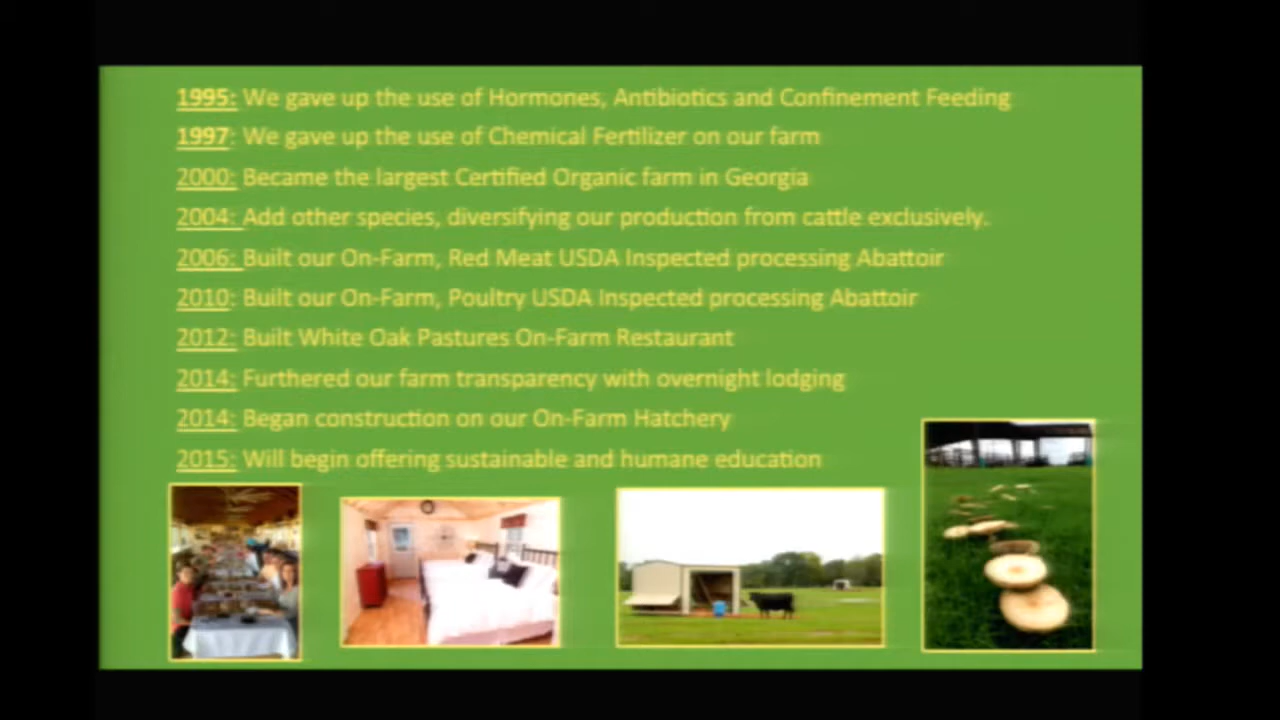 1995: We gave up the use of Hormones, Antibiotics and Confinement Feeding
1997: We gave up the use of Chemical Fertilizer on our farm
2000: Became the largest Certified Organic farm in Georgia
2004: Add other species, diversifying our production from cattle exclusively.
2006: Built our On-Farm, Red Meat USDA Inspected processing Abattoir
2010: Built our On-Farm, Poultry USDA Inspected processing Abattoir
2012: Built White Oak Pastures On-Farm Restaurant
2014: Furthered our farm transparency with overnight lodging
2014: Began construction on our On-Farm Hatchery
2015: Will begin offering sustainable and humane education